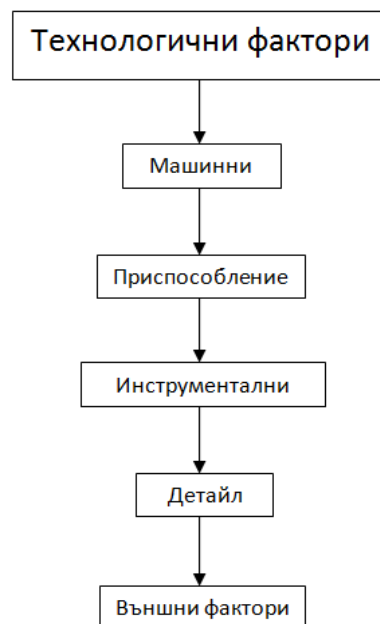 Технологични фактори
Машинни
Приспособление
Инструментални
Детайл
Външни фактори